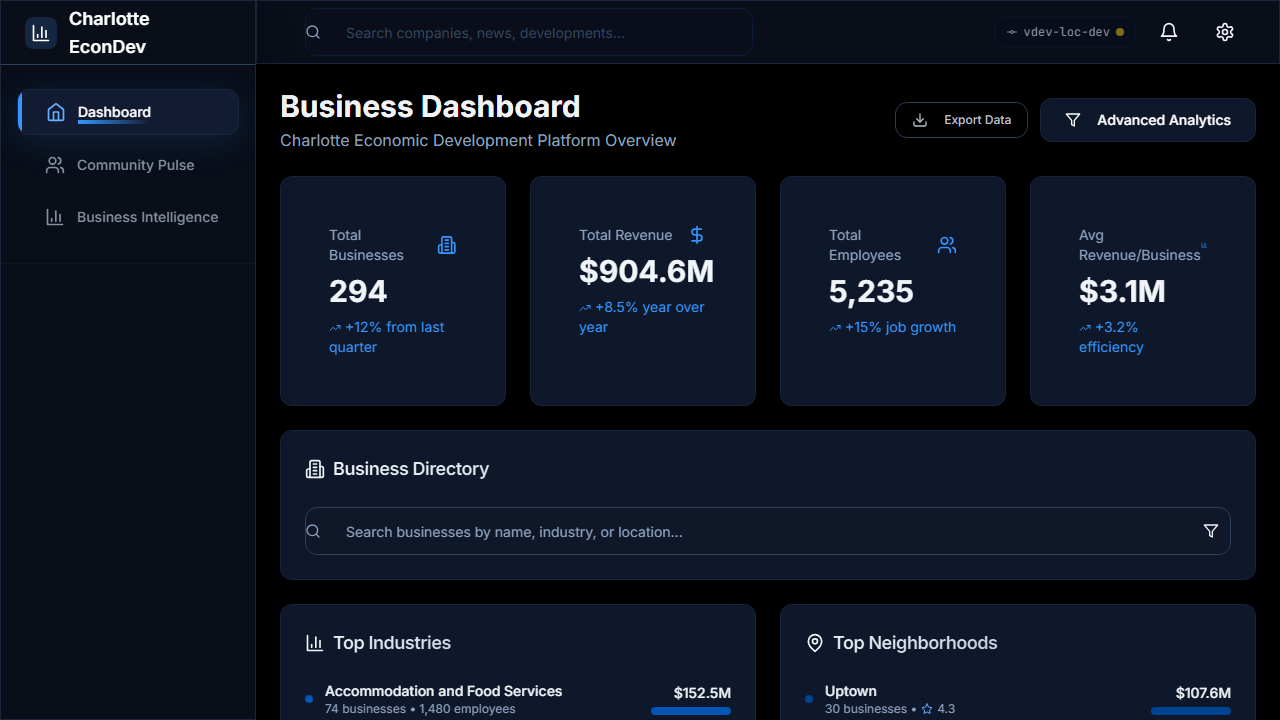 Charlotte
EconDev
Search companies, news, developments...
vdev-loc-dev
Dashboard
Community Pulse
Business Intelligence
Business Dashboard
Charlotte Economic Development Platform Overview
Export Data
Advanced Analytics
Total
Businesses
294
+12% from last
quarter
Total Revenue
$904.6M
+8.5% year over
year
Total
Employees
5,235
+15% job growth
Avg
Revenue/Business
$3.1M
+3.2%
efficiency
Business Directory
Search businesses by name, industry, or location...
Top Industries
Accommodation and Food Services
$152.5M
74 businesses • 1,480 employees
Top Neighborhoods
Uptown
$107.6M
30 businesses • 4.3